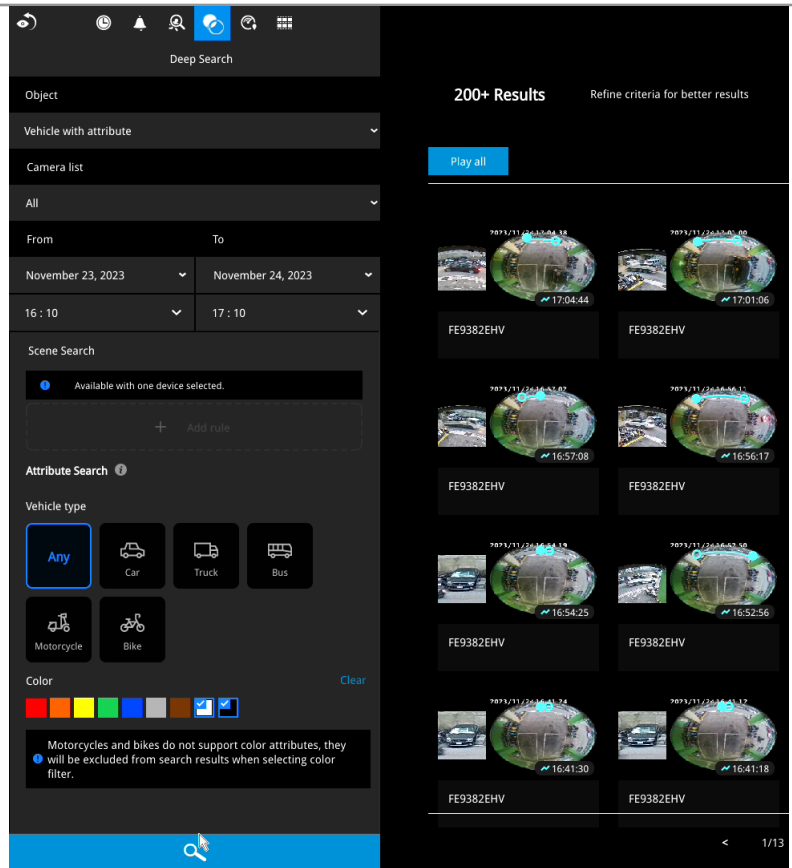 Deep Search
Object
Vehicle with attribute
Camera list
All
From To
November 23, 2023 November 24, 2023
16 : 10 17 : 10
Scene Search
Available with one device selected.
+ Add rule
Attribute Search
Vehicle type
Any
Car
Truck
Bus
Motorcycle
Bike
Color Clear
Motorcycles and bikes do not support color attributes, they
will be excluded from search results when selecting color
filter.
200+ Results Refine criteria for better results
Play all
17:04:44 17:01:06
FE9382EHV FE9382EHV
16:57:08 16:56:17
FE9382EHV FE9382EHV
16:54:25 16:52:56
FE9382EHV FE9382EHV
16:41:30 16:41:18
FE9382EHV FE9382EHV
< 1/13